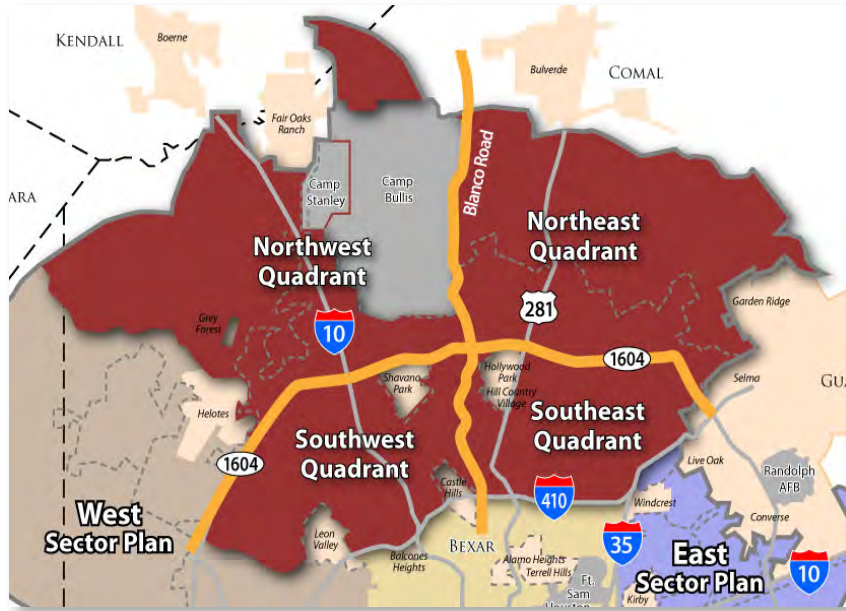 KENDALL
Boerne
Bulverde
COMAL
Fair Oaks
Ranch
ARA
Camp
Stanley
Camp
Bullis
Blanco Road
Northwest
Quadrant
Northeast
Quadrant
281
Garden Ridge
Grey
Forest
10
1604
Shavano
Park
Hollywood
Park
Hill Country
Village
Selma
GUA
Helotes
Southwest
Quadrant
Southeast
Quadrant
1604
Live Oak
Randolph
AFB
Castle
Hills
410
Windcrest
West
Sector Plan
Leon
Valley
Balcones
Heights
BEXAR
35
Converse
Alamo Heights
Terrell Hills
East
Sector Plan
10
Ft.
Sam
Houston
Kirby